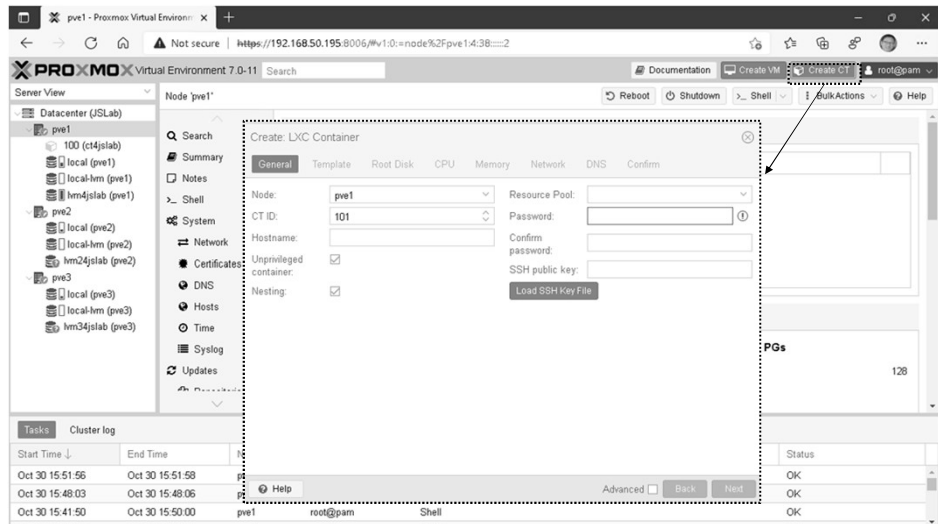 pve1 - Proxmox Virtual Environm
Not secure https://192.168.50.195:8006/#v1:0:=node%2Fpve1:4:38::::::2
PROXMOX Virtual Environment 7.0-11 Search Documentation Create VM Create CT root@pam
Server View
Node 'pve1'
Reboot Shutdown >_ Shell BulkActions Help
Datacenter (JSLab)
pve1
100 (ct4jslab)
local (pve1)
local-lvm (pve1)
lvm4jslab (pve1)
pve2
local (pve2)
local-lvm (pve2)
lvm24jslab (pve2)
pve3
local (pve3)
local-lvm (pve3)
lvm34jslab (pve3)
Search
Summary
Notes
>_ Shell
System
Network
Certificates
DNS
Hosts
Time
Syslog
Updates
Create: LXC Container
General Template Root Disk CPU Memory Network DNS Confirm
Node: pve1
CT ID: 101
Hostname:
Unprivileged
container:
Nesting:
Resource Pool:
Password:
Confirm
password:
SSH public key:
Load SSH Key File
Help Advanced Back Next
PGs
128
Tasks Cluster log
Start Time ↓ End Time Status
Oct 30 15:51:56 Oct 30 15:51:58 OK
Oct 30 15:48:03 Oct 30 15:48:06 OK
Oct 30 15:41:50 Oct 30 15:50:00 pve1 root@pam Shell OK